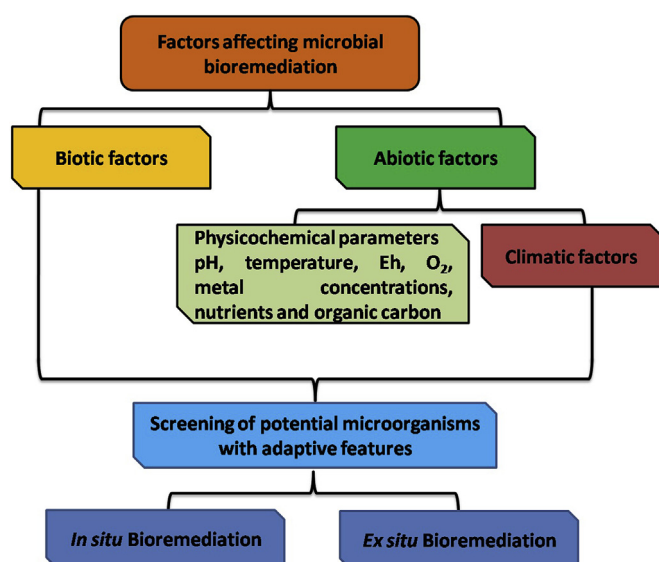 Factors affecting microbial
bioremediation
Biotic factors
Abiotic factors
Physicochemical parameters
pH, temperature, Eh, O₂,
metal concentrations,
nutrients and organic carbon
Climatic factors
Screening of potential microorganisms
with adaptive features
In situ Bioremediation
Ex situ Bioremediation